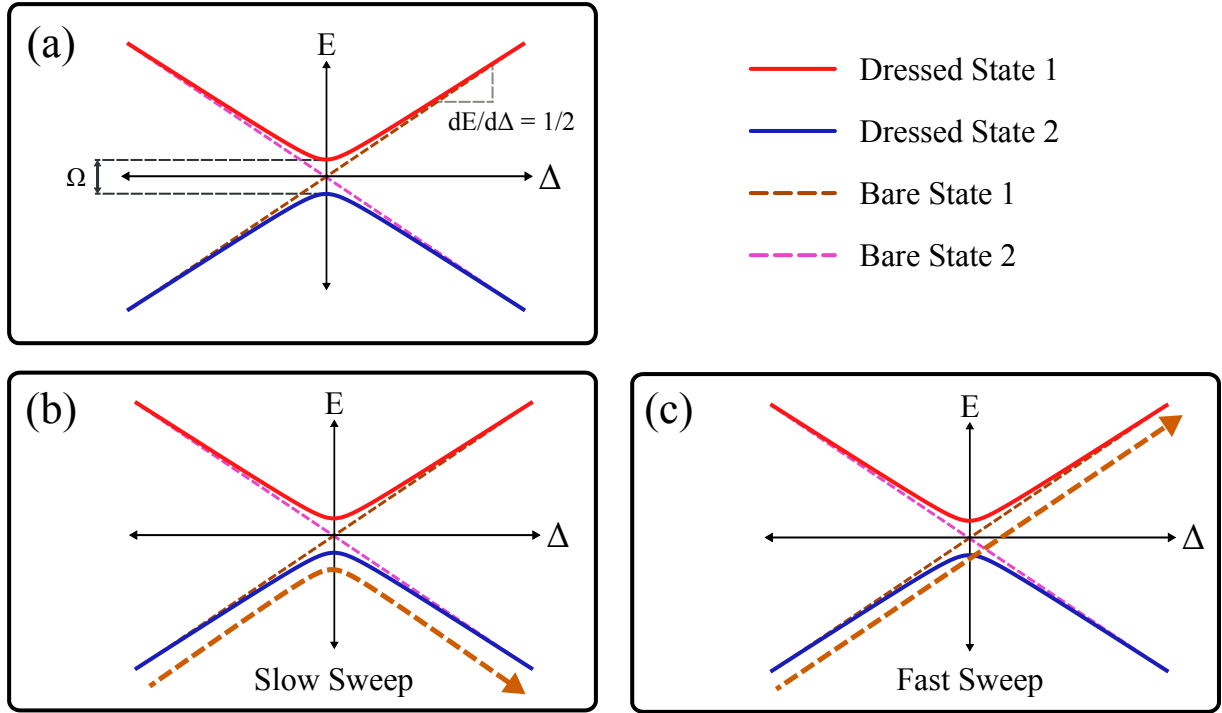 (a)
E
dE/dΔ = 1/2
Ω
Δ
Dressed State 1
Dressed State 2
Bare State 1
Bare State 2
(b)
E
Δ
Slow Sweep
(c)
E
Δ
Fast Sweep